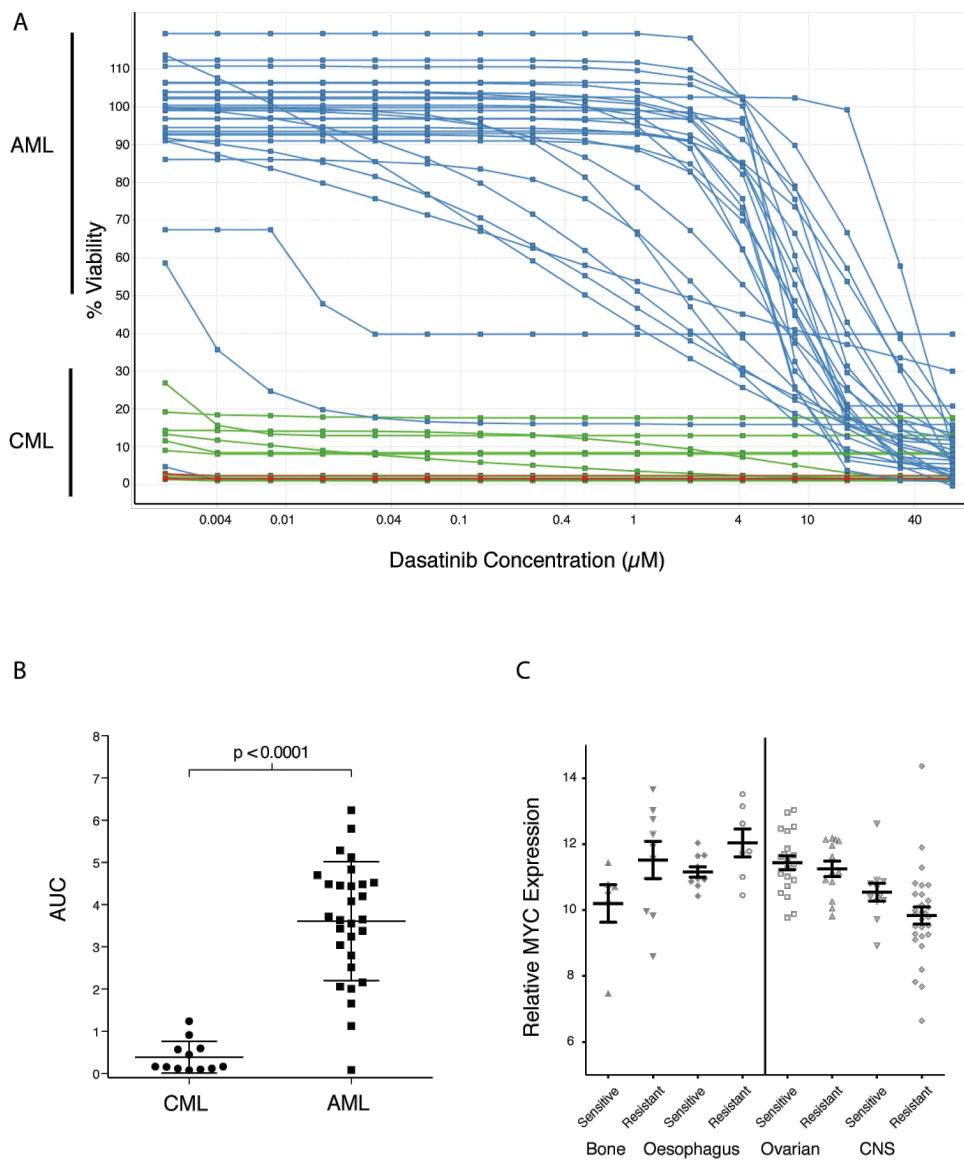 A
AML
CML
% Viability
110
100
90
80
70
60
50
40
30
20
10
0
0.004 0.01 0.04 0.1 0.4 1 4 10 40
Dasatinib Concentration (µM)
B
p < 0.0001
AUC
8
7
6
5
4
3
2
1
0
CML AML
C
Relative MYC Expression
14
12
10
8
6
Sensitive Resistant Sensitive Resistant Sensitive Resistant Sensitive Resistant
Bone Oesophagus Ovarian CNS